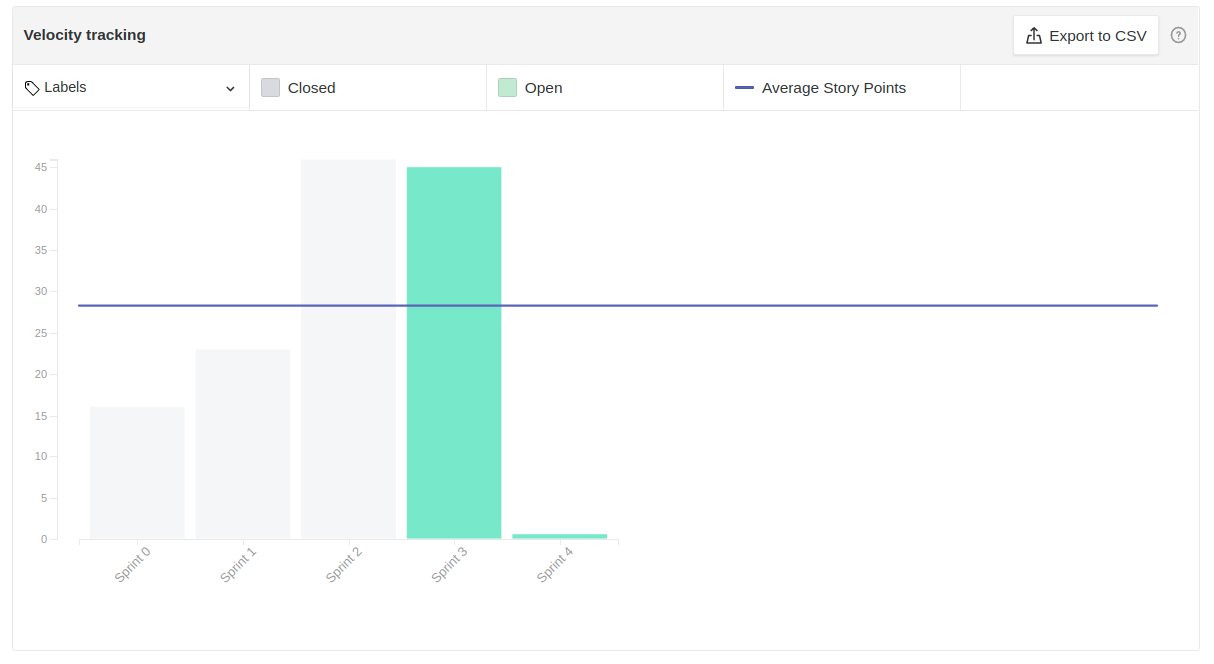 Velocity tracking
Export to CSV
?
Labels
Closed
Open
Average Story Points
45
40
35
30
25
20
15
10
5
0
Sprint 0
Sprint 1
Sprint 2
Sprint 3
Sprint 4